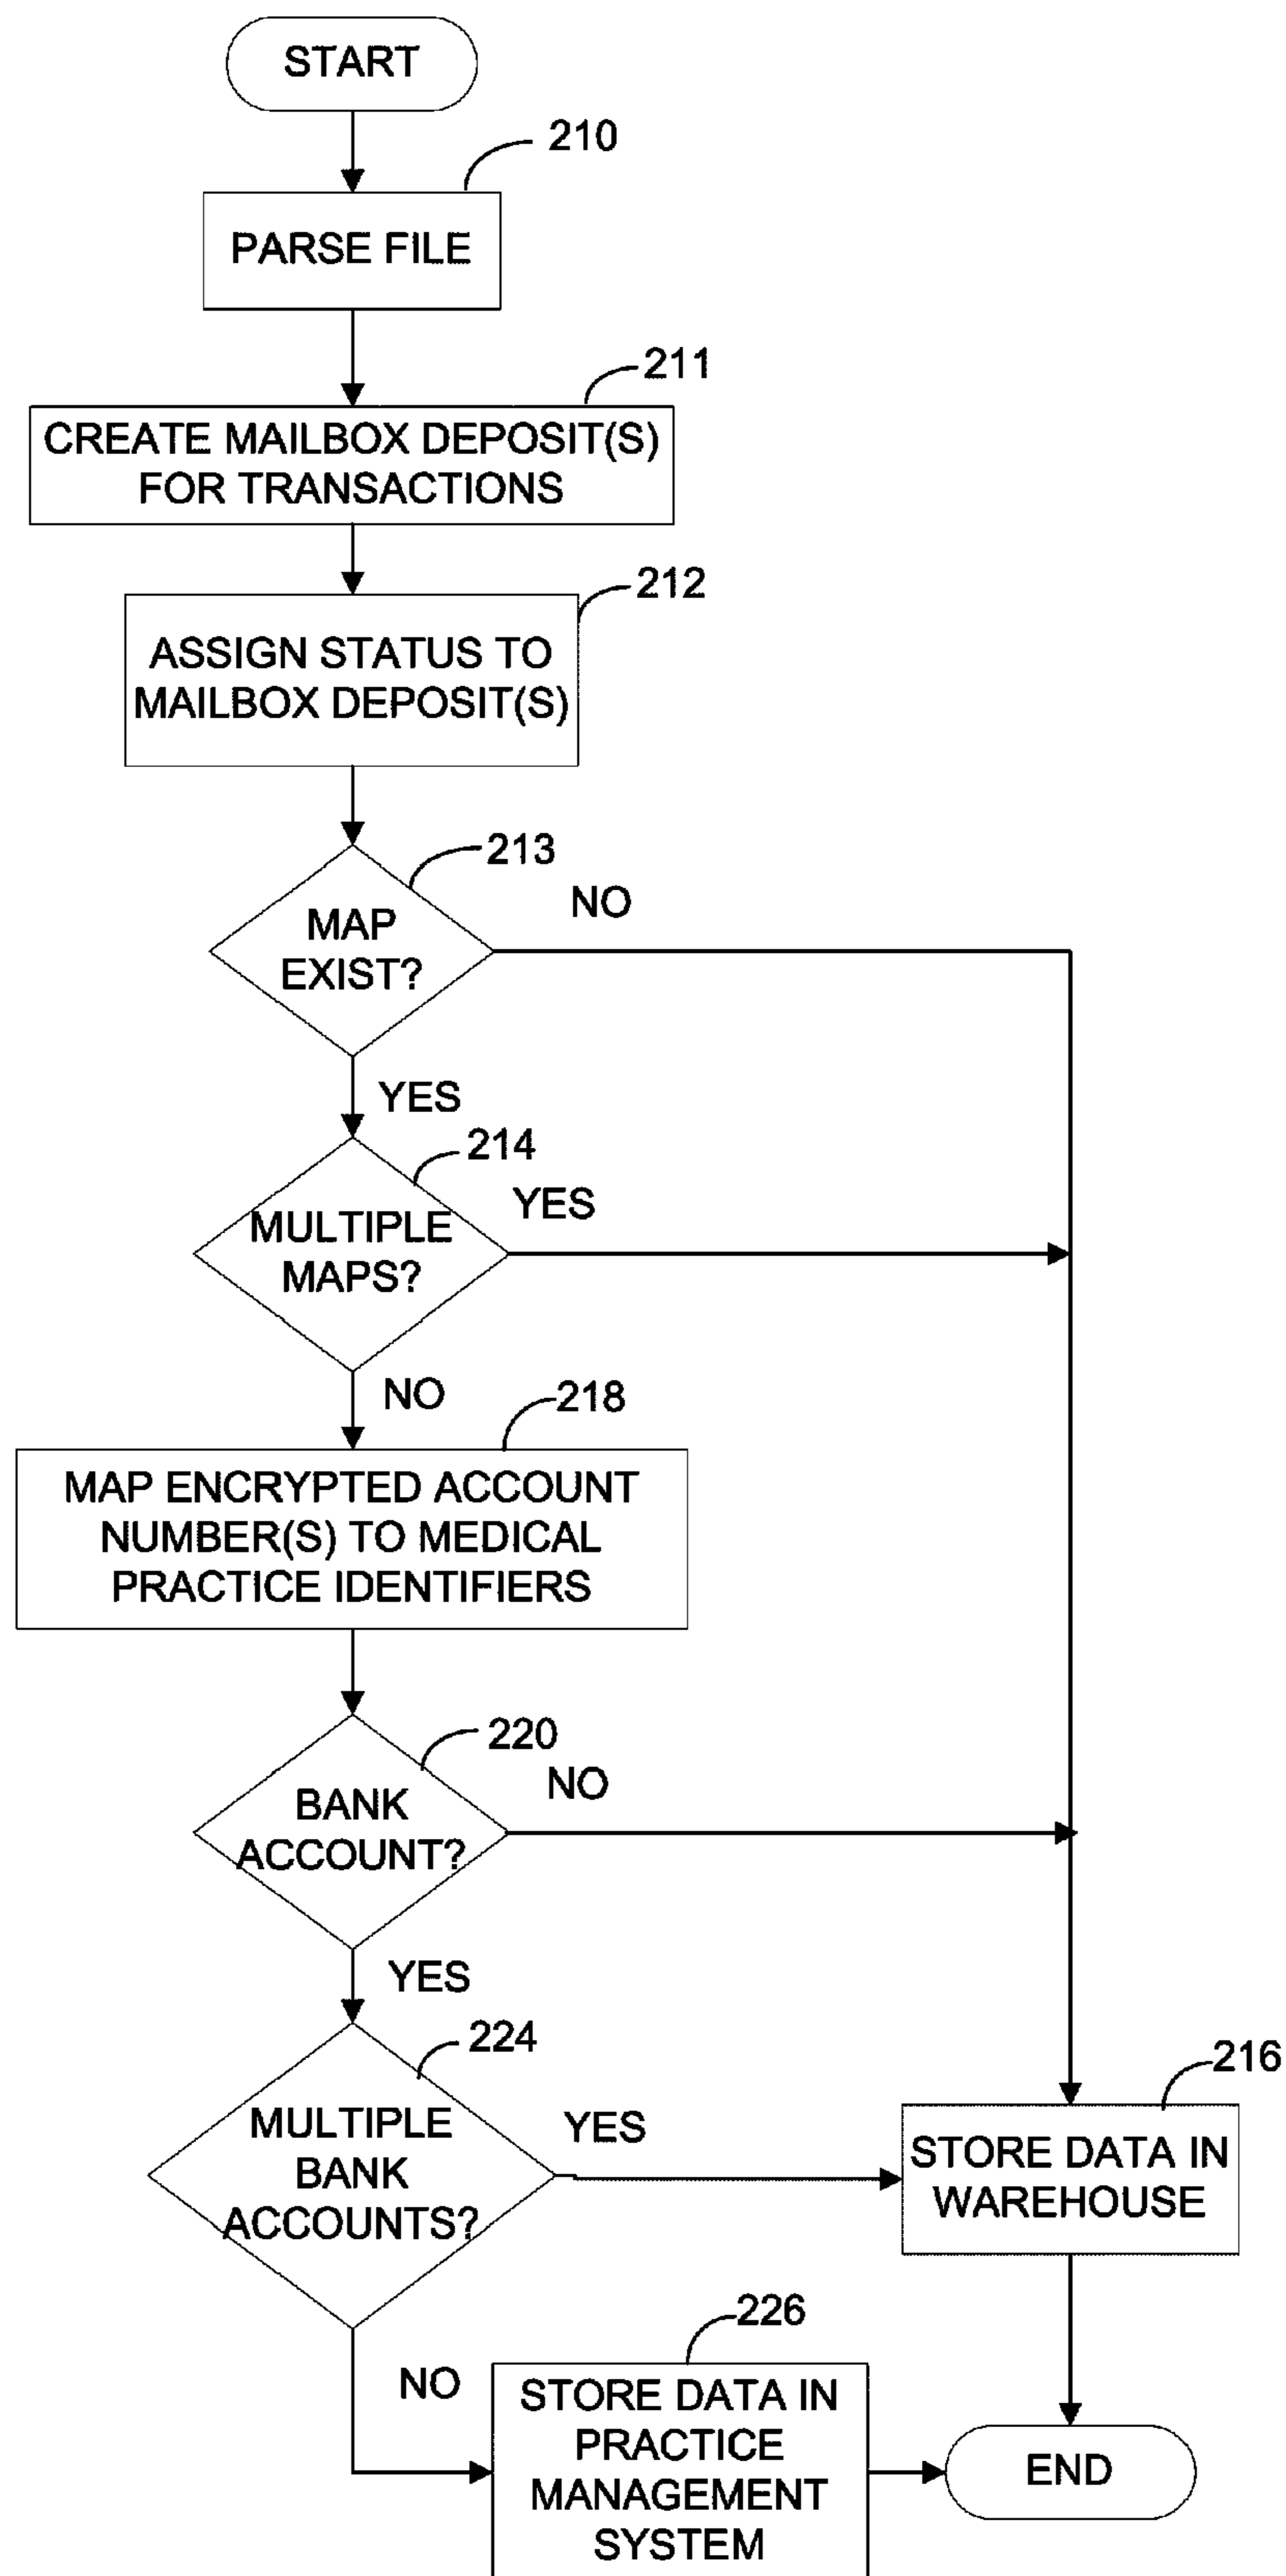 START
210
PARSE FILE
211
CREATE MAILBOX DEPOSIT(S)
FOR TRANSACTIONS
212
ASSIGN STATUS TO
MAILBOX DEPOSIT(S)
213
NO
MAP
EXIST?
YES
214
YES
MULTIPLE
MAPS?
NO
218
MAP ENCRYPTED ACCOUNT
NUMBER(S) TO MEDICAL
PRACTICE IDENTIFIERS
220
NO
BANK
ACCOUNT?
YES
224
YES
MULTIPLE
BANK
ACCOUNTS?
216
STORE DATA IN
WAREHOUSE
NO
226
STORE DATA IN
PRACTICE
MANAGEMENT
SYSTEM
END